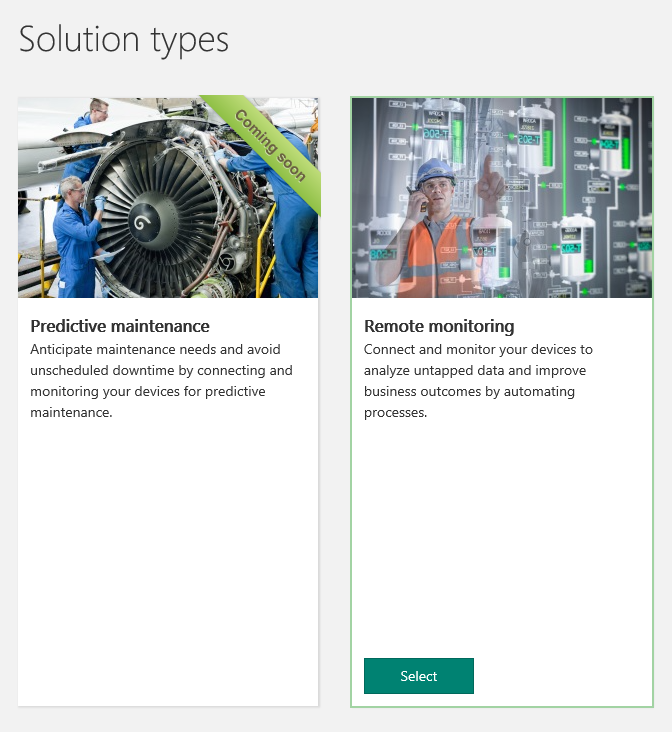 Solution types
Coming soon
Predictive maintenance
Anticipate maintenance needs and avoid
unscheduled downtime by connecting and
monitoring your devices for predictive
maintenance.
Remote monitoring
Connect and monitor your devices to
analyze untapped data and improve
business outcomes by automating
processes.
Select